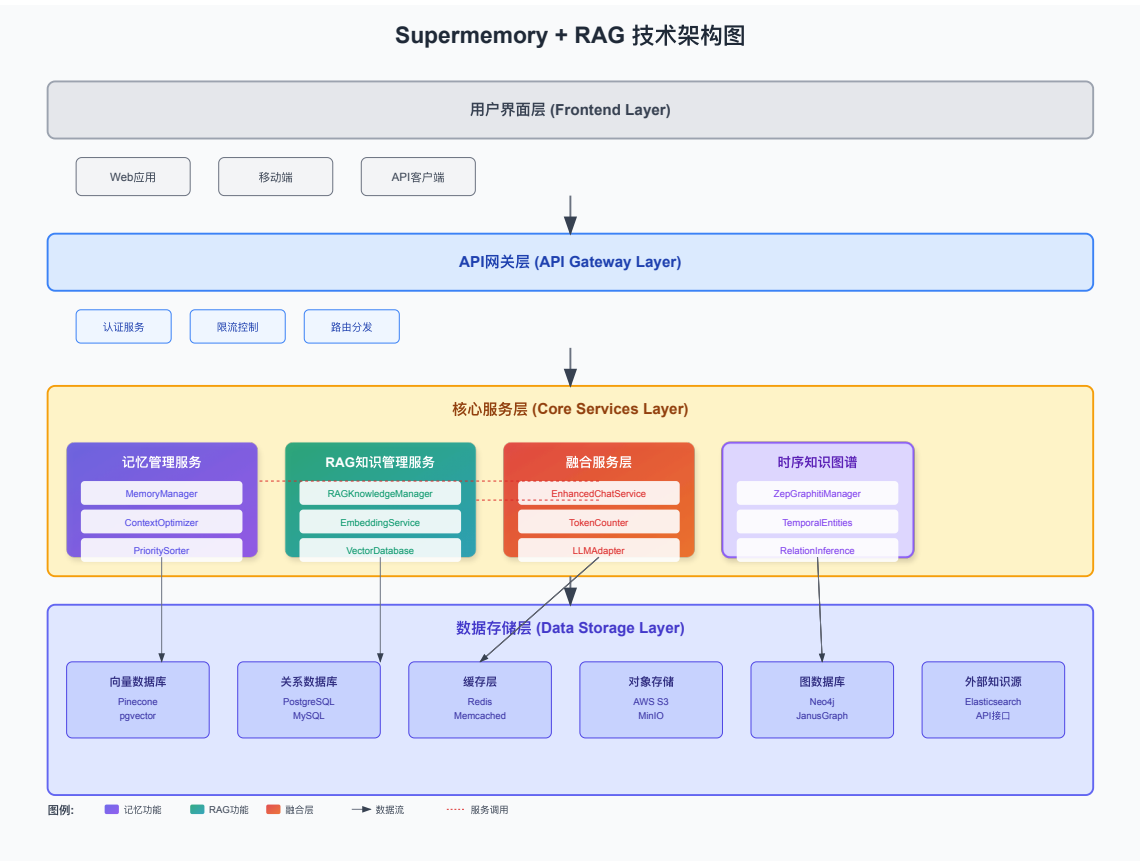 Supermemory + RAG 技术架构图
用户界面层 (Frontend Layer)
Web应用
移动端
API客户端
API网关层 (API Gateway Layer)
认证服务
限流控制
路由分发
核心服务层 (Core Services Layer)
记忆管理服务
MemoryManager
ContextOptimizer
PrioritySorter
RAG知识管理服务
RAGKnowledgeManager
EmbeddingService
VectorDatabase
融合服务层
EnhancedChatService
TokenCounter
LLMAdapter
时序知识图谱
ZepGraphitiManager
TemporalEntities
RelationInference
数据存储层 (Data Storage Layer)
向量数据库
Pinecone
pgvector
关系数据库
PostgreSQL
MySQL
缓存层
Redis
Memcached
对象存储
AWS S3
MinIO
图数据库
Neo4j
JanusGraph
外部知识源
Elasticsearch
API接口
图例:
记忆功能
RAG功能
融合层
数据流
服务调用